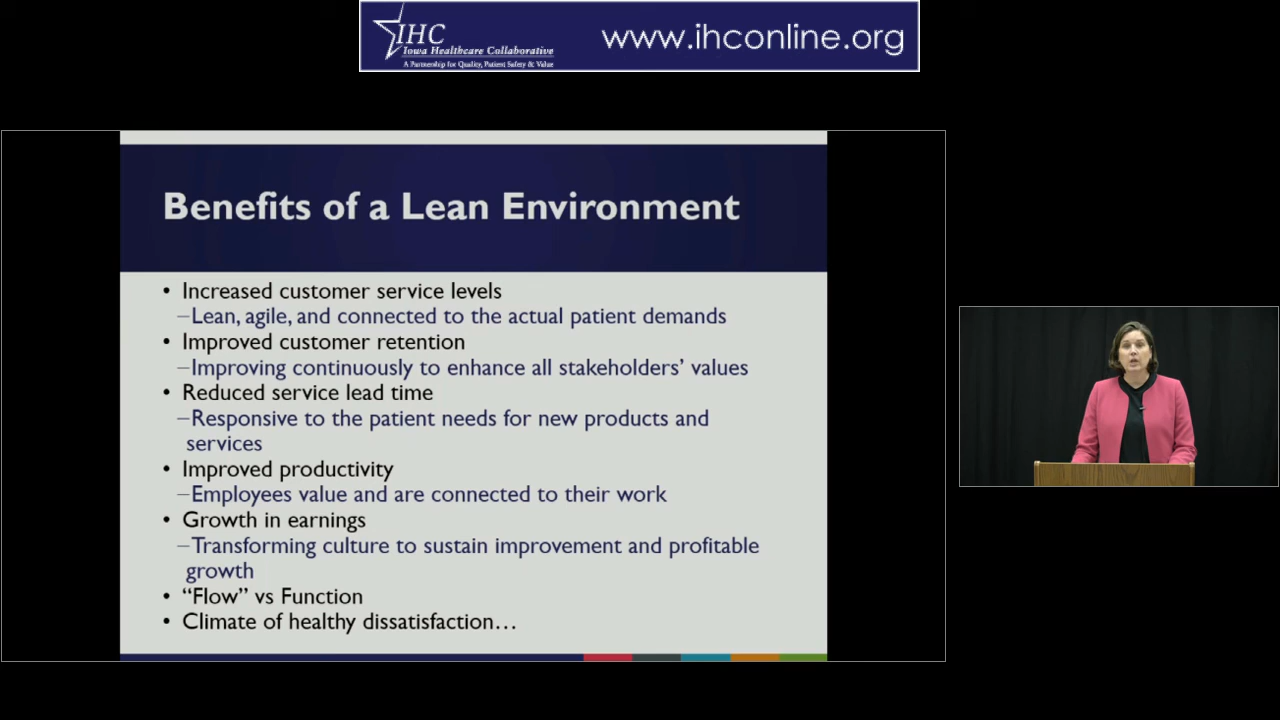 IHC
Iowa Healthcare Collaborative
A Partnership for Quality, Patient Safety & Value
www.ihconline.org
Benefits of a Lean Environment
• Increased customer service levels
–Lean, agile, and connected to the actual patient demands
• Improved customer retention
–Improving continuously to enhance all stakeholders’ values
• Reduced service lead time
–Responsive to the patient needs for new products and
services
• Improved productivity
–Employees value and are connected to their work
• Growth in earnings
–Transforming culture to sustain improvement and profitable
growth
• “Flow” vs Function
• Climate of healthy dissatisfaction…